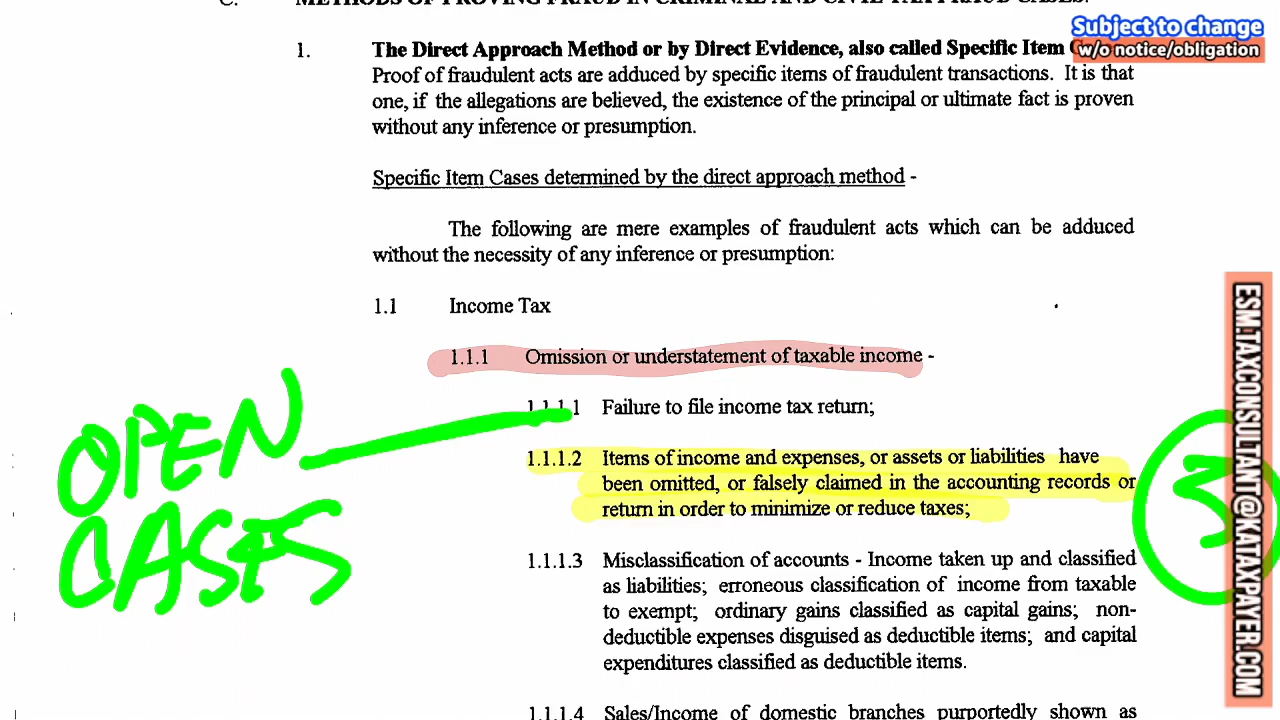 C. METHODS OF PROVING FRAUD IN CRIMINAL AND CIVIL TAX FRAUD CASES:
Subject to change
w/o notice/obligation
1. The Direct Approach Method or by Direct Evidence, also called Specific Item
Proof of fraudulent acts are adduced by specific items of fraudulent transactions. It is that
one, if the allegations are believed, the existence of the principal or ultimate fact is proven
without any inference or presumption.
Specific Item Cases determined by the direct approach method -
The following are mere examples of fraudulent acts which can be adduced
without the necessity of any inference or presumption:
1.1 Income Tax
1.1.1 Omission or understatement of taxable income -
1.1.1.1 Failure to file income tax return;
OPEN
CASES
1.1.1.2 Items of income and expenses, or assets or liabilities have
been omitted, or falsely claimed in the accounting records or
return in order to minimize or reduce taxes;
3
1.1.1.3 Misclassification of accounts - Income taken up and classified
as liabilities; erroneous classification of income from taxable
to exempt; ordinary gains classified as capital gains; non-
deductible expenses disguised as deductible items; and capital
expenditures classified as deductible items.
1.1.1.4 Sales/Income of domestic branches purportedly shown as
ESM.TAXCONSULTANT@KATAXPAYER.COM